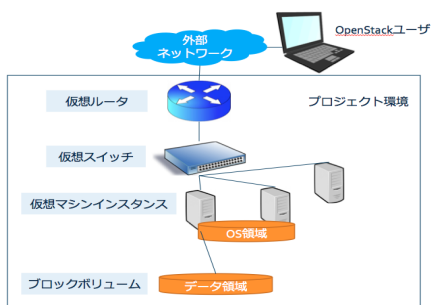 OpenStackユーザ
外部
ネットワーク
仮想ルータ
プロジェクト環境
仮想スイッチ
仮想マシンインスタンス
OS領域
ブロックボリューム
データ領域